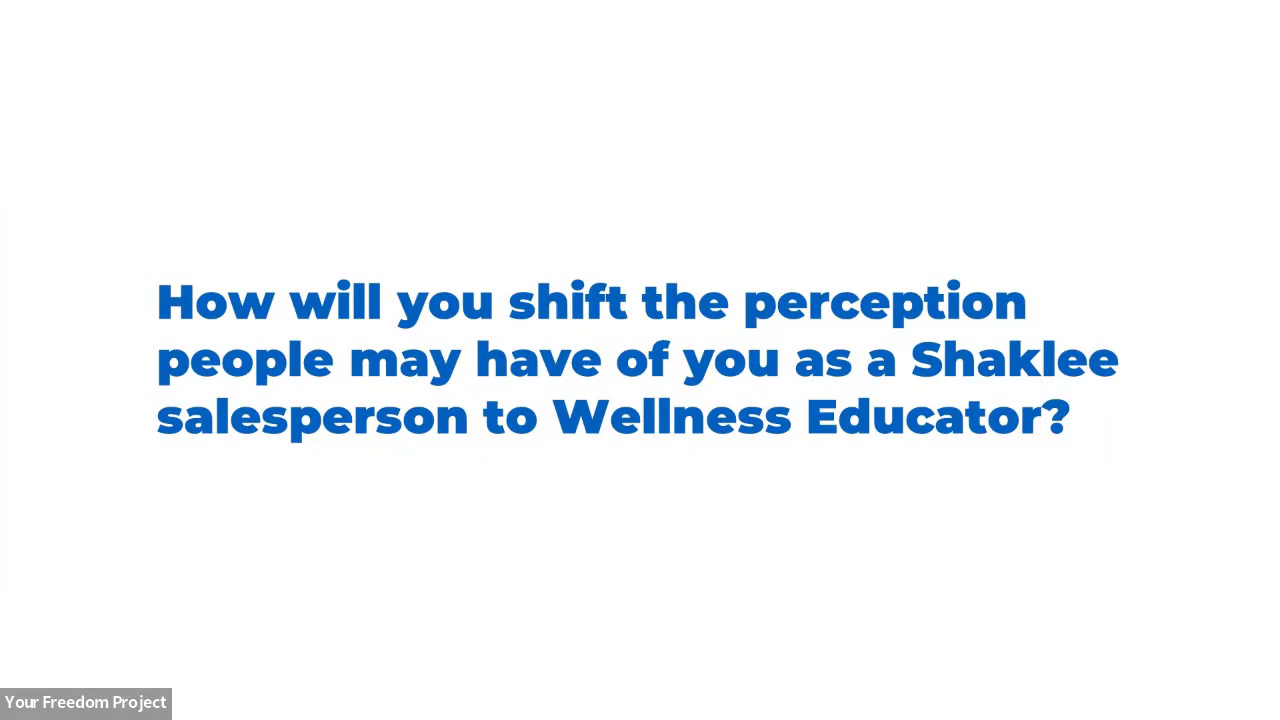 How will you shift the perception
people may have of you as a Shaklee
salesperson to Wellness Educator?
Your Freedom Project